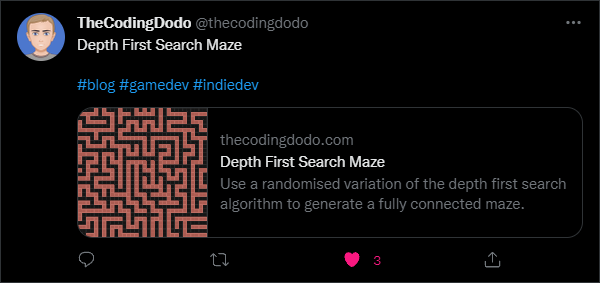 TheCodingDodo @thecodingdodo
Depth First Search Maze
#blog #gamedev #indiedev
thecodingdodo.com
Depth First Search Maze
Use a randomised variation of the depth first search
algorithm to generate a fully connected maze.
3